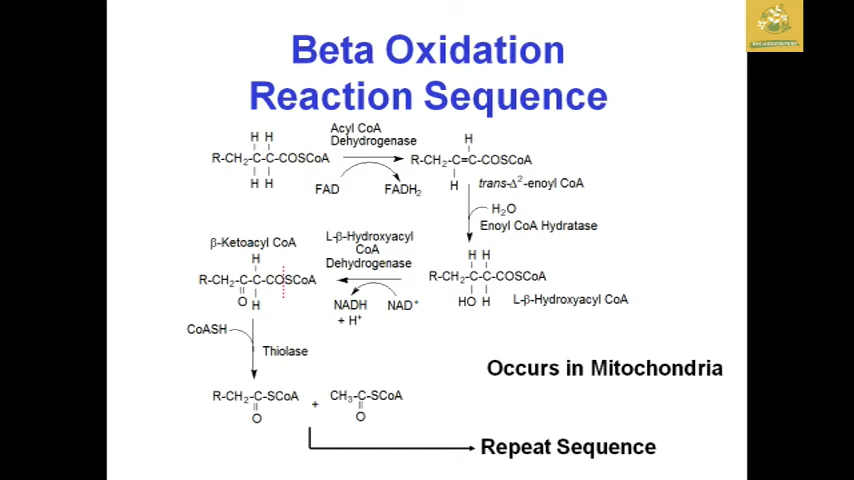 Beta Oxidation
Reaction Sequence
Acyl CoA
Dehydrogenase
H H
R-CH₂-C-C-COSCoA
H H
FAD
FADH₂
H
R-CH₂-C=C-COSCoA
H
trans-Δ²-enoyl CoA
H₂O
Enoyl CoA Hydratase
H H
R-CH₂-C-C-COSCoA
HO H
L-β-Hydroxyacyl CoA
L-β-Hydroxyacyl
CoA
Dehydrogenase
NADH
+ H⁺
NAD⁺
β-Ketoacyl CoA
H
R-CH₂-C-C-COSCoA
O H
CoASH
Thiolase
Occurs in Mitochondria
R-CH₂-C-SCoA
O
+
CH₃-C-SCoA
O
Repeat Sequence